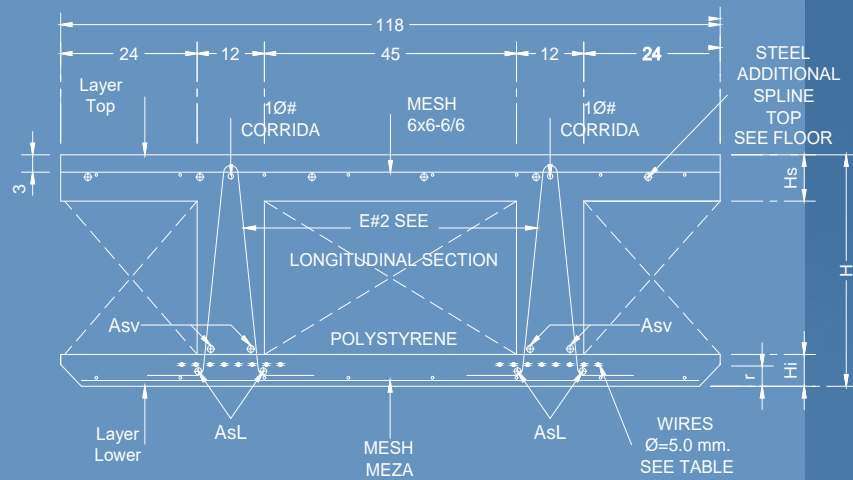 118
24
12
45
12
24
STEEL
ADDITIONAL
SPLINE
TOP
SEE FLOOR
Layer
Top
1Ø#
CORRIDA
MESH
6x6-6/6
1Ø#
CORRIDA
3
Hs
H
E#2 SEE
LONGITUDINAL SECTION
POLYSTYRENE
Asv
Asv
r
Hi
AsL
AsL
Layer
Lower
MESH
MEZA
WIRES
Ø=5.0 mm.
SEE TABLE